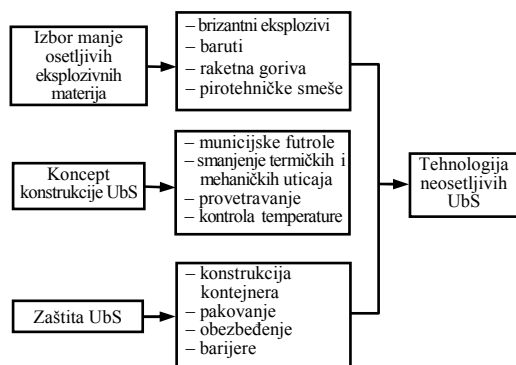 Izbor manje
osetljivih
eksplozivnih
materija
– brizantni eksplozivi
– baruti
– raketna goriva
– pirotehničke smeše
Koncept
konstrukcije UbS
– municijske futrole
– smanjenje termičkih i
mehaničkih uticaja
– provetravanje
– kontrola temperature
Zaštita UbS
– konstrukcija
kontejnera
– pakovanje
– obezbeđenje
– barijere
Tehnologija
neosetljivih
UbS